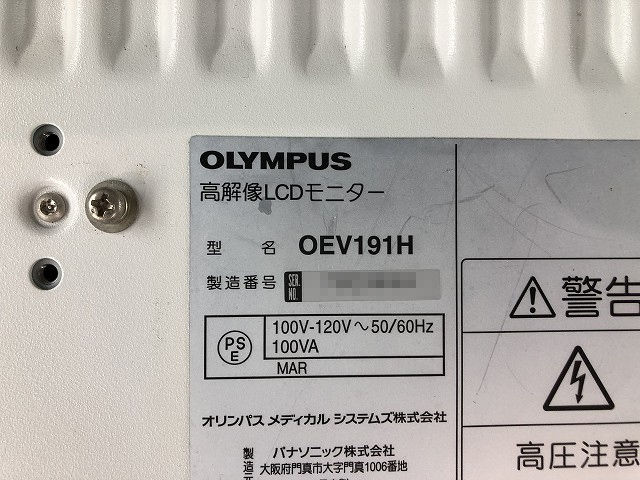 OLYMPUS
高解像LCDモニター
型 名 OEV191H
製造番号 SER. NO.
PS E
100V-120V～50/60Hz
100VA
MAR
オリンパス メディカル システムズ株式会社
製造元
パナソニック株式会社
大阪府門真市大字門真1006番地
警告
高圧注意